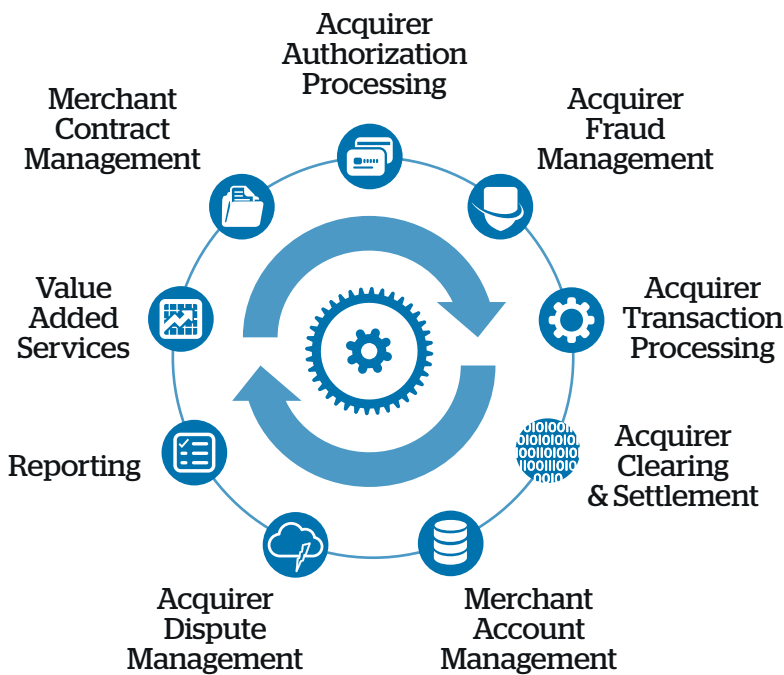 Acquirer
Authorization
Processing
Acquirer
Fraud
Management
Acquirer
Transaction
Processing
Acquirer
Clearing
& Settlement
Merchant
Account
Management
Acquirer
Dispute
Management
Reporting
Value
Added
Services
Merchant
Contract
Management